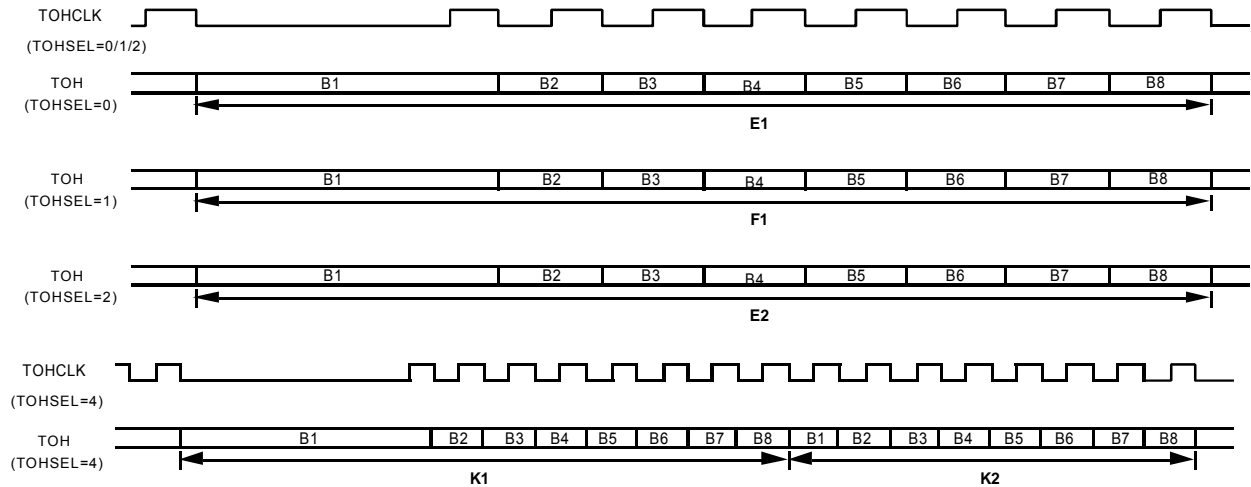 TOHCLK
(TOHSEL=0/1/2)
TOH B1 B2 B3 B4 B5 B6 B7 B8
(TOHSEL=0)
E1
TOH B1 B2 B3 B4 B5 B6 B7 B8
(TOHSEL=1)
F1
TOH B1 B2 B3 B4 B5 B6 B7 B8
(TOHSEL=2)
E2
TOHCLK
(TOHSEL=4)
TOH B1 B2 B3 B4 B5 B6 B7 B8 B1 B2 B3 B4 B5 B6 B7 B8
(TOHSEL=4)
K1 K2